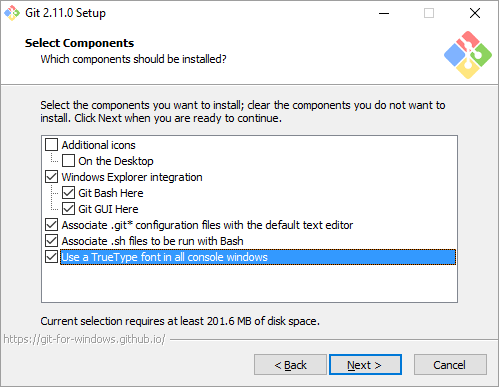 Git 2.11.0 Setup
Select Components
Which components should be installed?
Select the components you want to install; clear the components you do not want to
install. Click Next when you are ready to continue.
Additional icons
On the Desktop
Windows Explorer integration
Git Bash Here
Git GUI Here
Associate .git* configuration files with the default text editor
Associate .sh files to be run with Bash
Use a TrueType font in all console windows
Current selection requires at least 201.6 MB of disk space.
https://git-for-windows.github.io/
< Back
Next >
Cancel